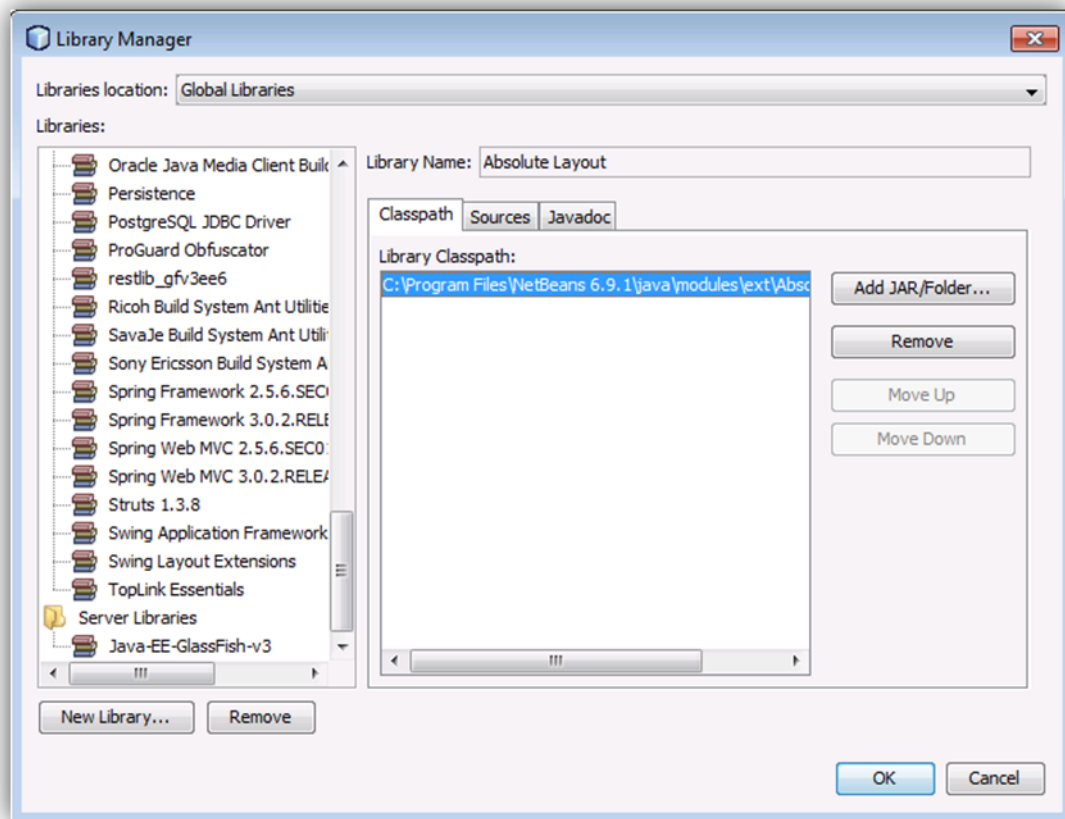 Library Manager
Libraries location: Global Libraries
Libraries:
Oracle Java Media Client Buil
Persistence
PostgreSQL JDBC Driver
ProGuard Obfuscator
restlib_gfv3ee6
Ricoh Build System Ant Utilitie
SavaJe Build System Ant Utili
Sony Ericsson Build System A
Spring Framework 2.5.6.SEC
Spring Framework 3.0.2.RELE
Spring Web MVC 2.5.6.SEC0
Spring Web MVC 3.0.2.RELEA
Struts 1.3.8
Swing Application Framework
Swing Layout Extensions
TopLink Essentials
Server Libraries
Java-EE-GlassFish-v3
New Library...
Remove
Library Name: Absolute Layout
Classpath
Sources
Javadoc
Library Classpath:
C:\Program Files\NetBeans 6.9.1\java\modules\ext\Abso
Add JAR/Folder...
Remove
Move Up
Move Down
OK
Cancel